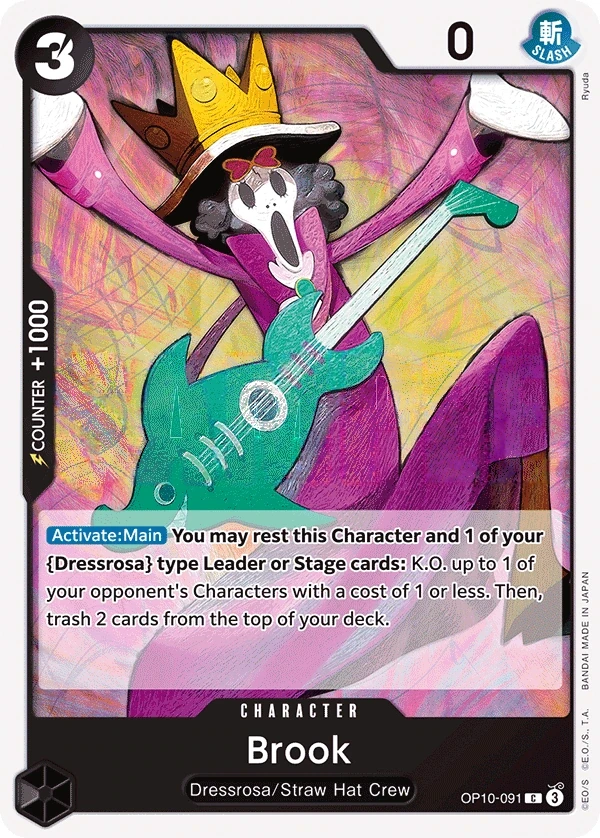 3
0
斬
SLASH
Ryuda
COUNTER +1000
Activate:Main You may rest this Character and 1 of your
{Dressrosa} type Leader or Stage cards: K.O. up to 1 of
your opponent's Characters with a cost of 1 or less. Then,
trash 2 cards from the top of your deck.
CHARACTER
Brook
Dressrosa/Straw Hat Crew
OP10-091 C 3
©EO/S ©E.O./S., T.A. BANDAI MADE IN JAPAN